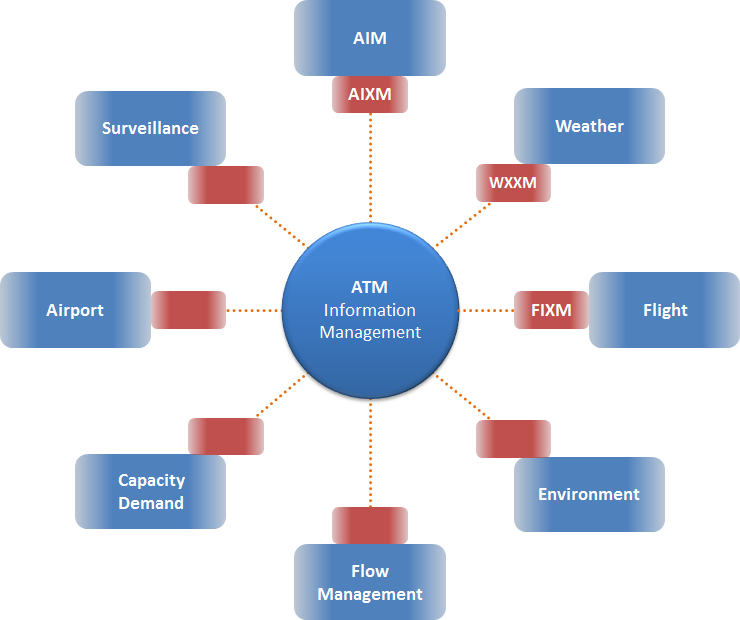 AIM
AIXM
Surveillance
Weather
WXXM
ATM
Information
Management
Airport
FIXM
Flight
Capacity
Demand
Environment
Flow
Management